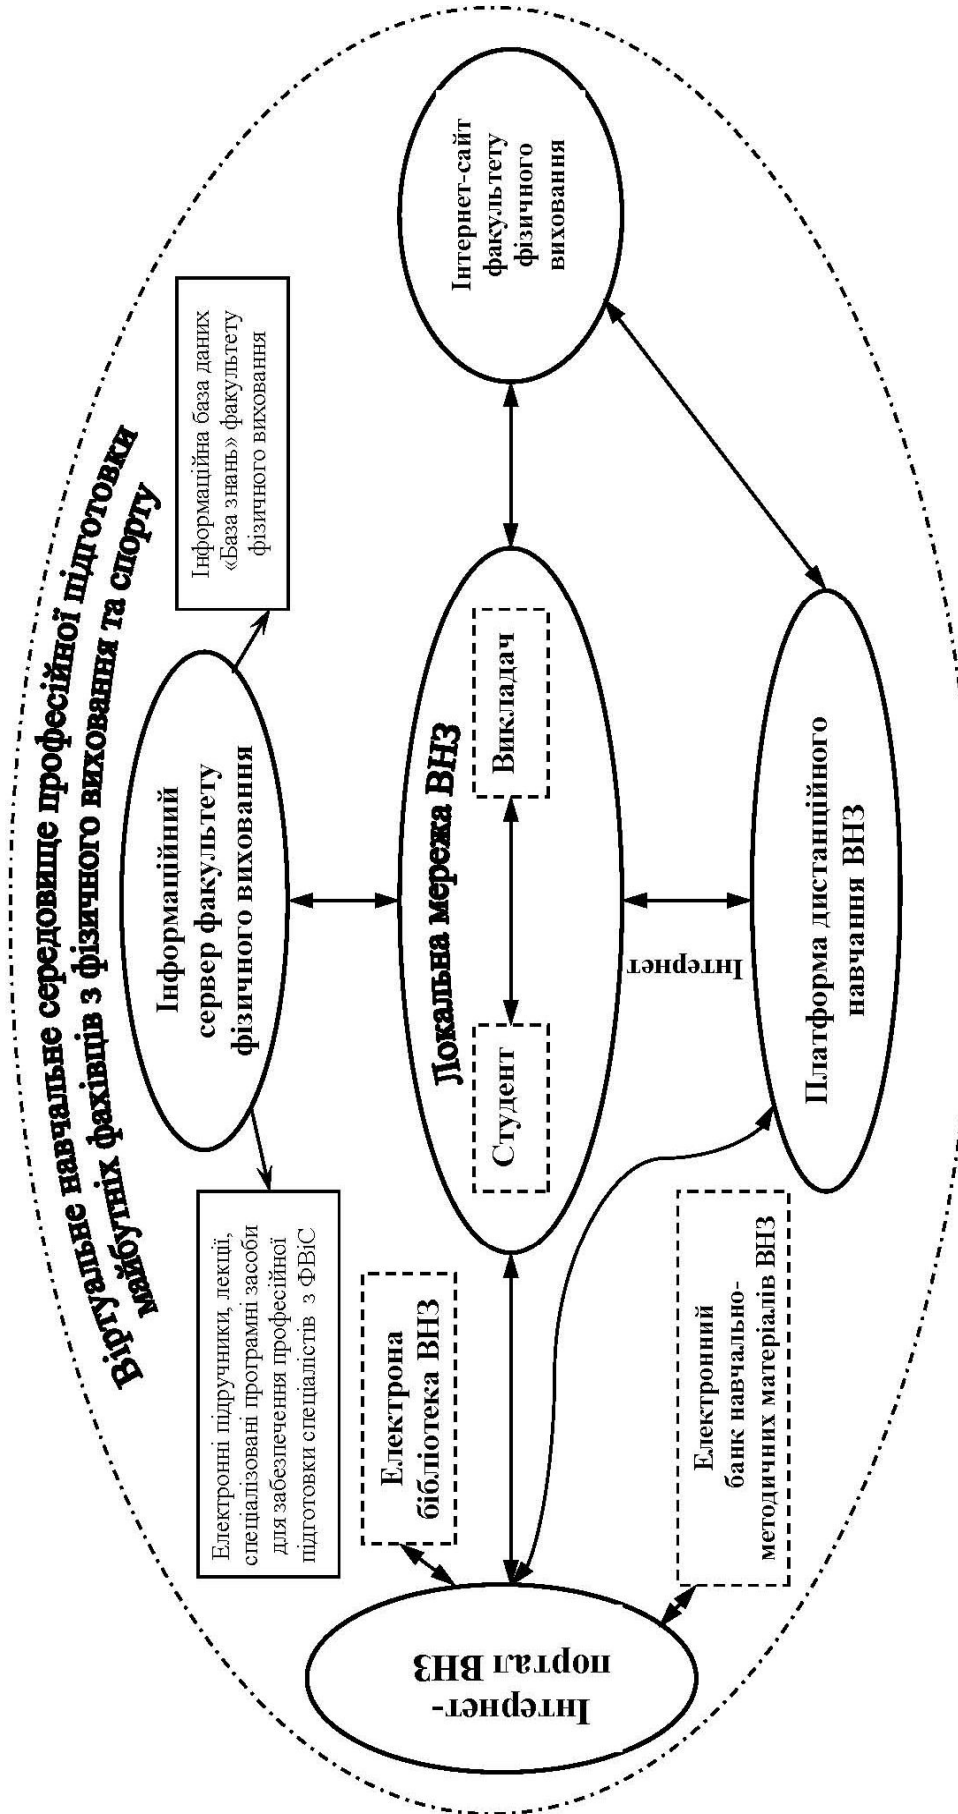 Віртуальне навчальне середовище професійної підготовки
майбутніх фахівців з фізичного виховання та спорту
Електронні підручники, лекції,
спеціалізовані програмні засоби
для забезпечення професійної
підготовки спеціалістів з ФВіС
Інформаційний
сервер факультету
фізичного виховання
Інформаційна база даних
«База знань» факультету
фізичного виховання
Електрона
бібліотека ВНЗ
Інтернет-
портал ВНЗ
Локальна мережа ВНЗ
Студент
Викладач
Інтернет-сайт
факультету
фізичного
виховання
Інтернет
Електронний
банк навчально-
методичних матеріалів ВНЗ
Платформа дистанційного
навчання ВНЗ